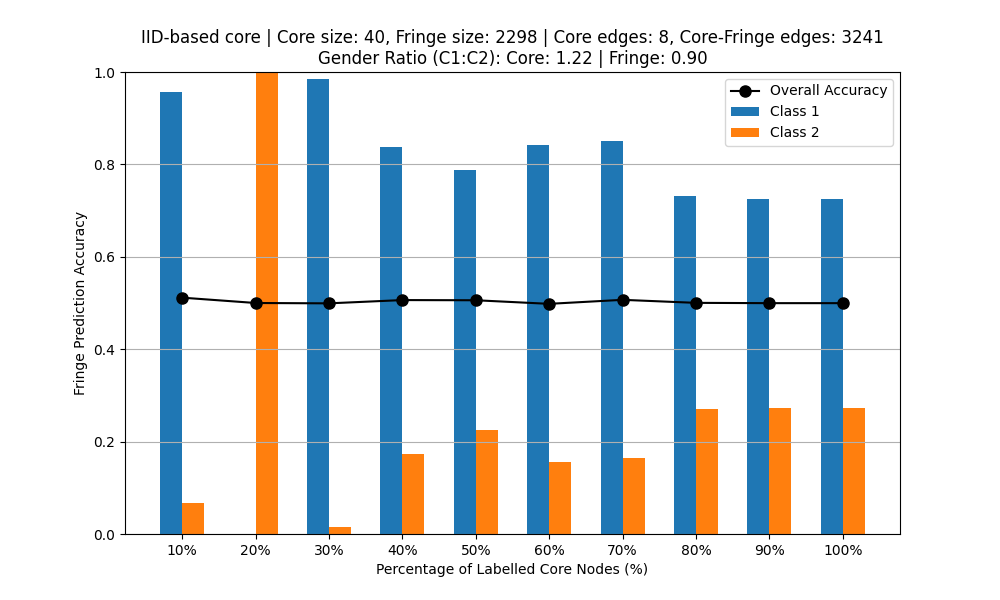 IID-based core | Core size: 40, Fringe size: 2298 | Core edges: 8, Core-Fringe edges: 3241
Gender Ratio (C1:C2): Core: 1.22 | Fringe: 0.90
1.0
0.8
0.6
0.4
0.2
0.0
Fringe Prediction Accuracy
Overall Accuracy
Class 1
Class 2
10% 20% 30% 40% 50% 60% 70% 80% 90% 100%
Percentage of Labelled Core Nodes (%)